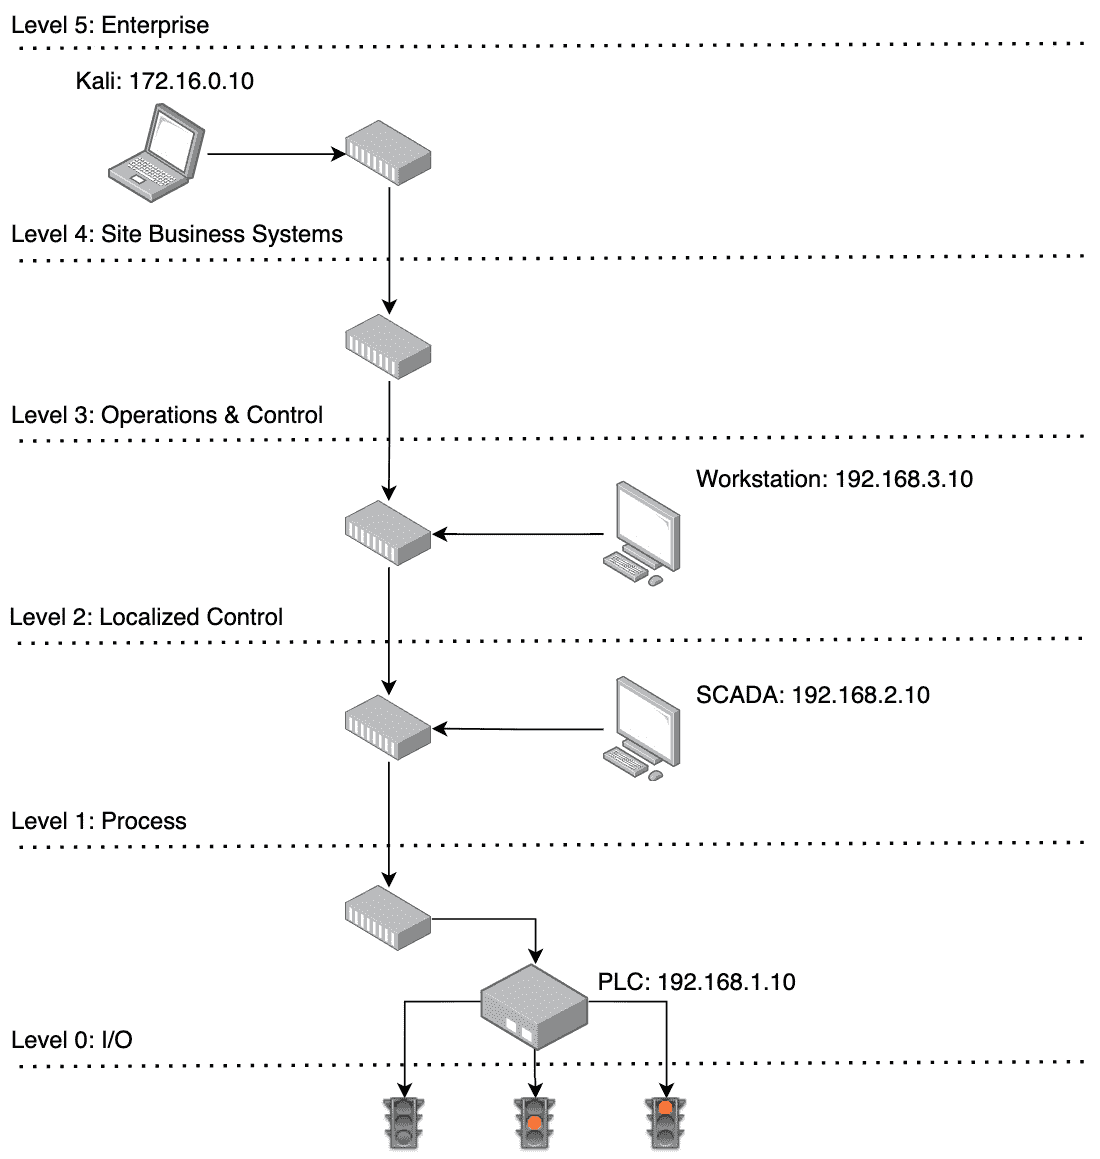 Level 5: Enterprise
Kali: 172.16.0.10
Level 4: Site Business Systems
Level 3: Operations & Control
Workstation: 192.168.3.10
Level 2: Localized Control
SCADA: 192.168.2.10
Level 1: Process
PLC: 192.168.1.10
Level 0: I/O